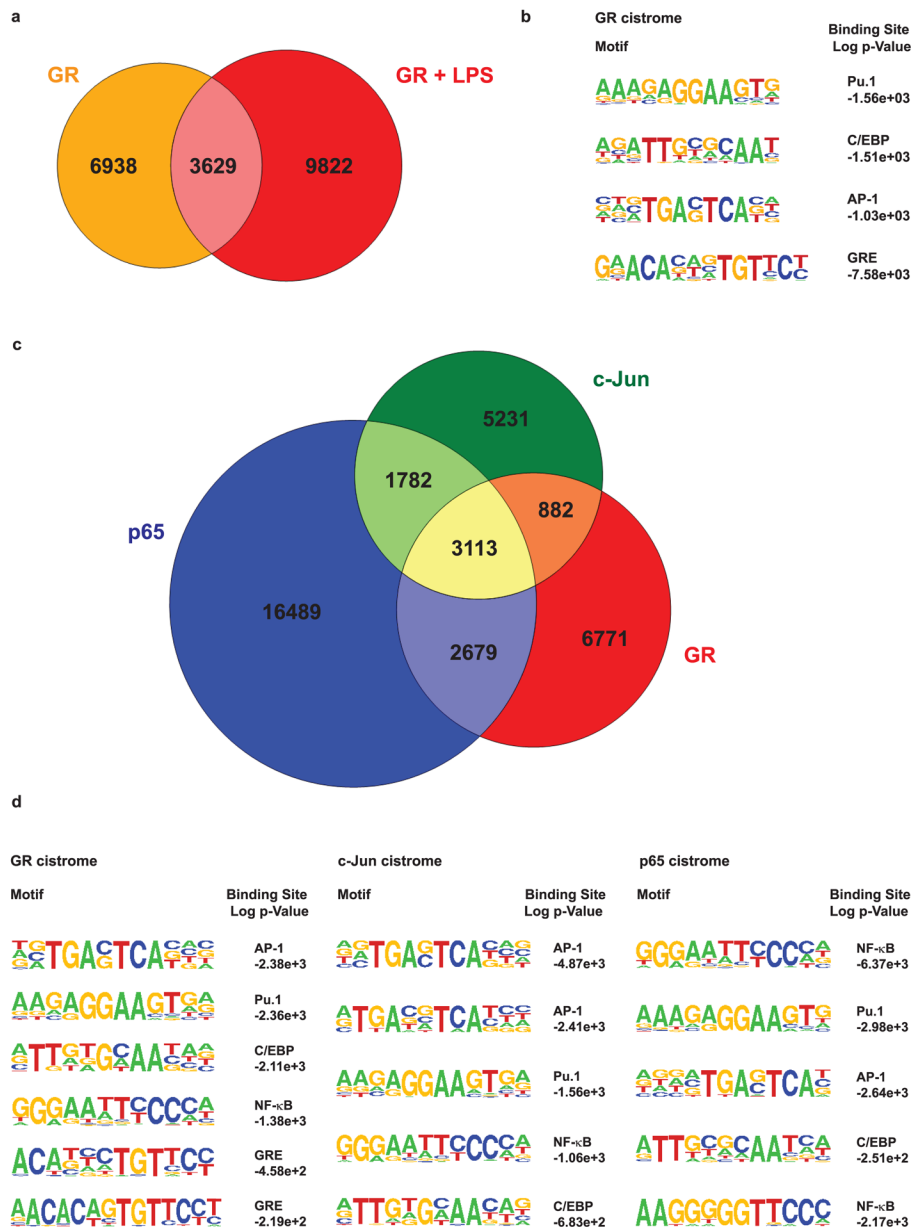 a
GR
GR + LPS
6938
3629
9822
b
GR cistrome
Motif
Binding Site
Log p-Value
Pu.1
-1.56e+03
C/EBP
-1.51e+03
AP-1
-1.03e+03
GRE
-7.58e+03
c
c-Jun
5231
1782
882
p65
3113
16489
2679
6771
GR
d
GR cistrome
Motif
Binding Site
Log p-Value
AP-1
-2.38e+3
Pu.1
-2.36e+3
C/EBP
-2.11e+3
NF-κB
-1.38e+3
GRE
-4.58e+2
GRE
-2.19e+2
c-Jun cistrome
Motif
Binding Site
Log p-Value
AP-1
-4.87e+3
AP-1
-2.41e+3
Pu.1
-1.56e+3
NF-κB
-1.06e+3
C/EBP
-6.83e+2
p65 cistrome
Motif
Binding Site
Log p-Value
NF-κB
-6.37e+3
Pu.1
-2.98e+3
AP-1
-2.64e+3
C/EBP
-2.51e+2
NF-κB
-2.17e+3